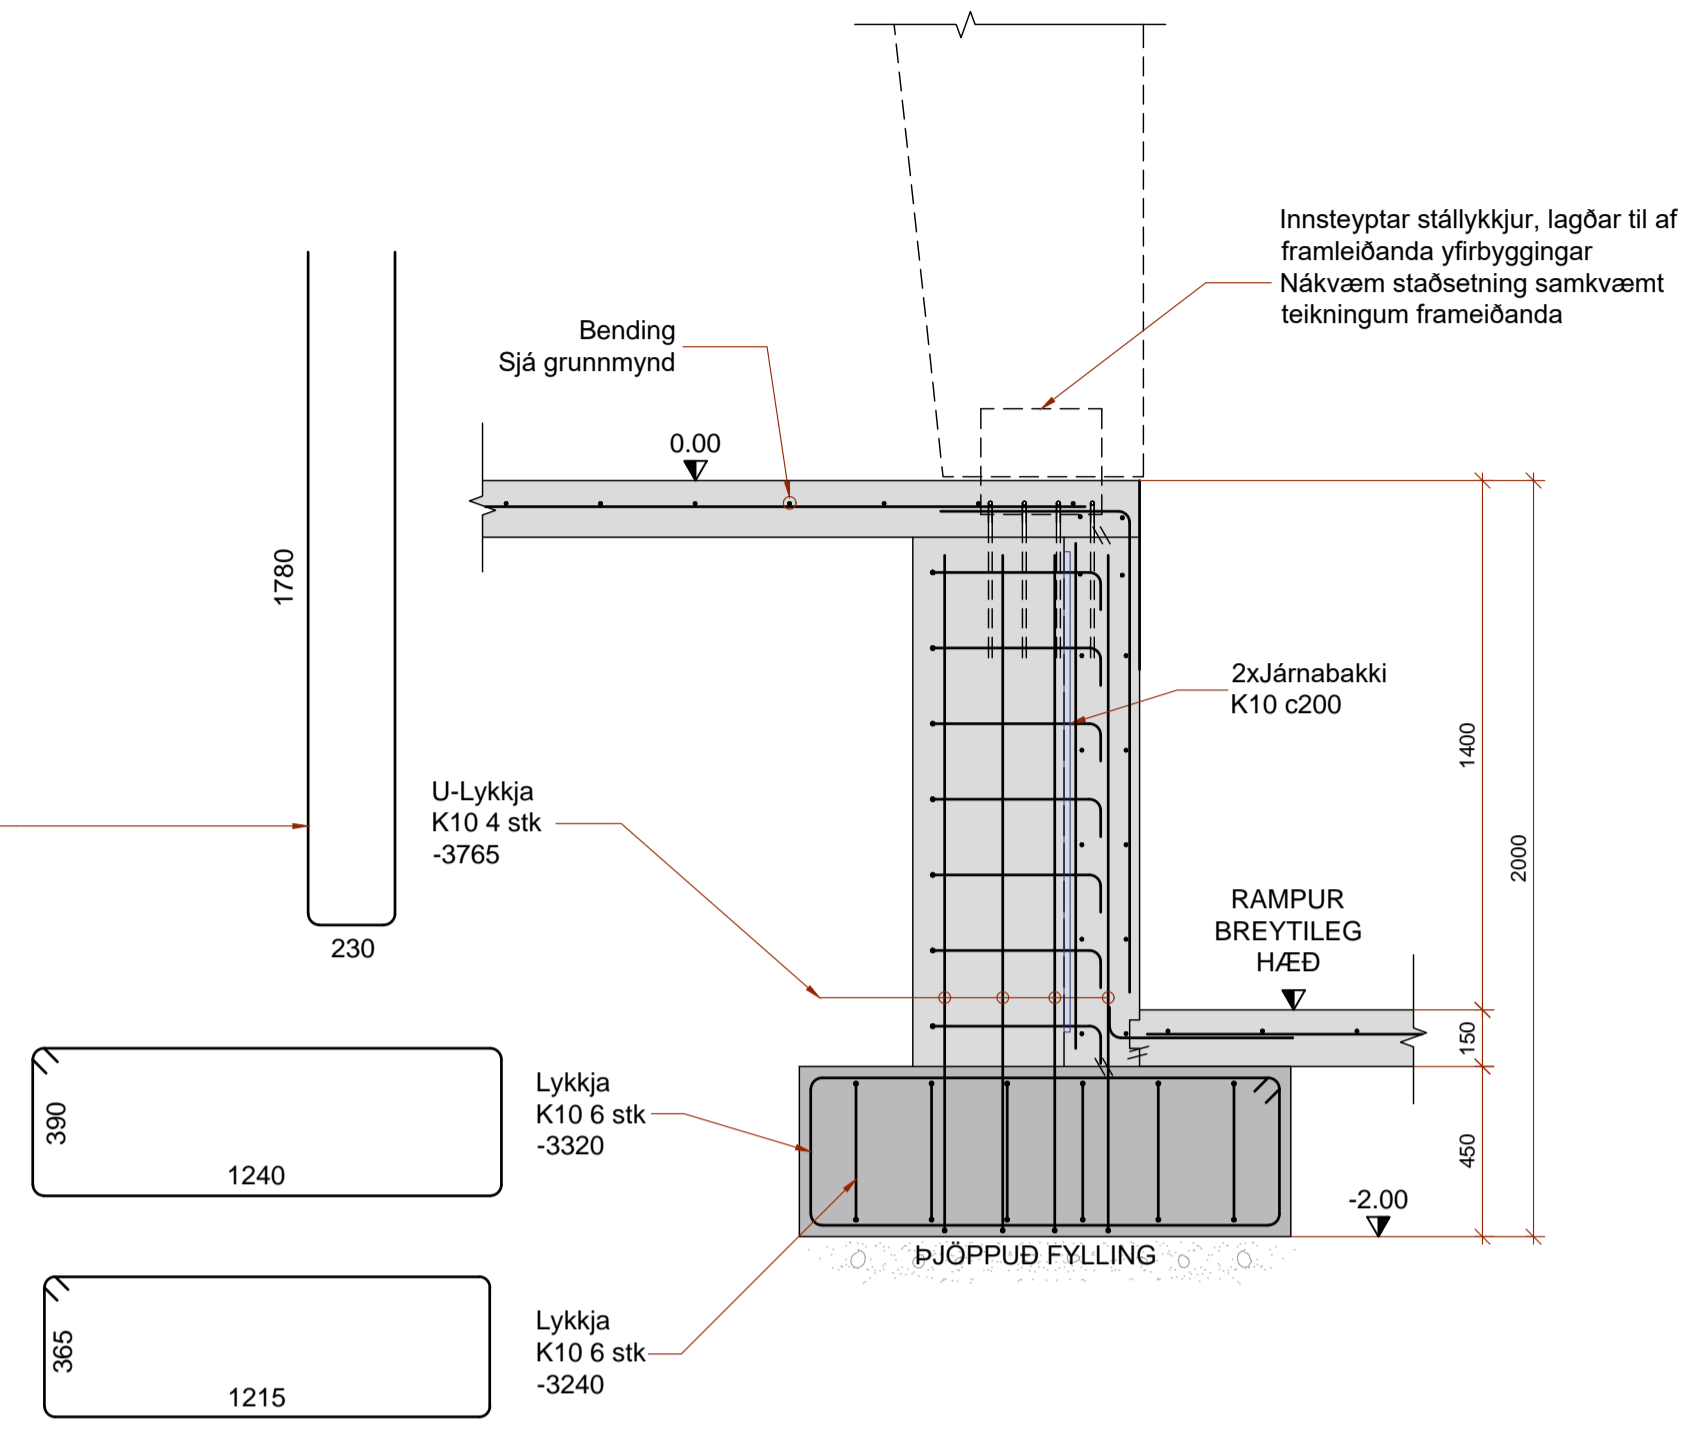 Innsteyptar stállykkjur, lagðar til af
framleiðanda yfirbyggingar
Nákvæm staðsetning samkvæmt
teikningum frameiðanda
Bending
Sjá grunnmynd
0.00
1780
230
2xJárnabakki
K10 c200
U-Lykkja
K10 4 stk
-3765
1400
2000
RAMPUR
BREYTILEG
HÆÐ
150
450
-2.00
390
1240
Lykkja
K10 6 stk
-3320
ÞJÖPPUÐ FYLLING
365
1215
Lykkja
K10 6 stk
-3240